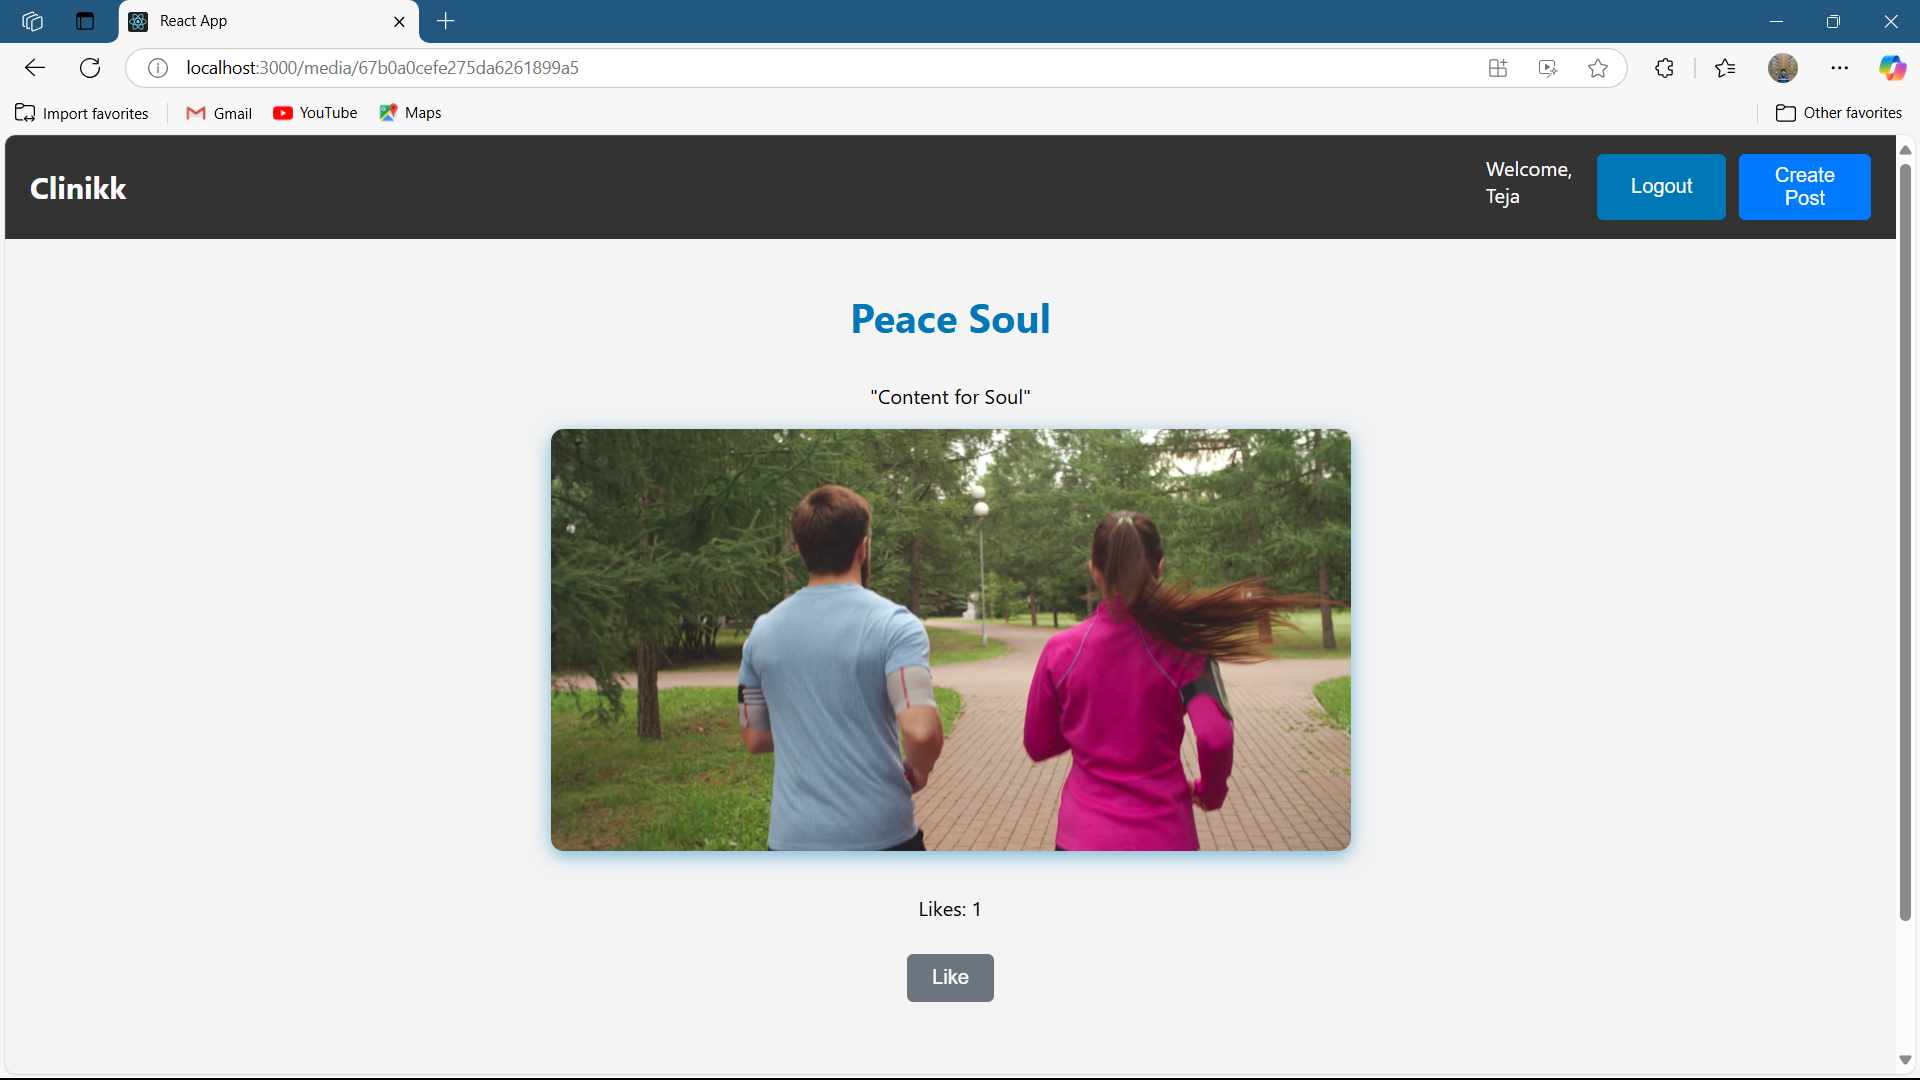 React App
localhost:3000/media/67b0a0cefe275da6261899a5
Import favorites
Gmail
YouTube
Maps
Other favorites
Clinikk
Welcome,
Teja
Logout
Create
Post
Peace Soul
"Content for Soul"
Likes: 1
Like